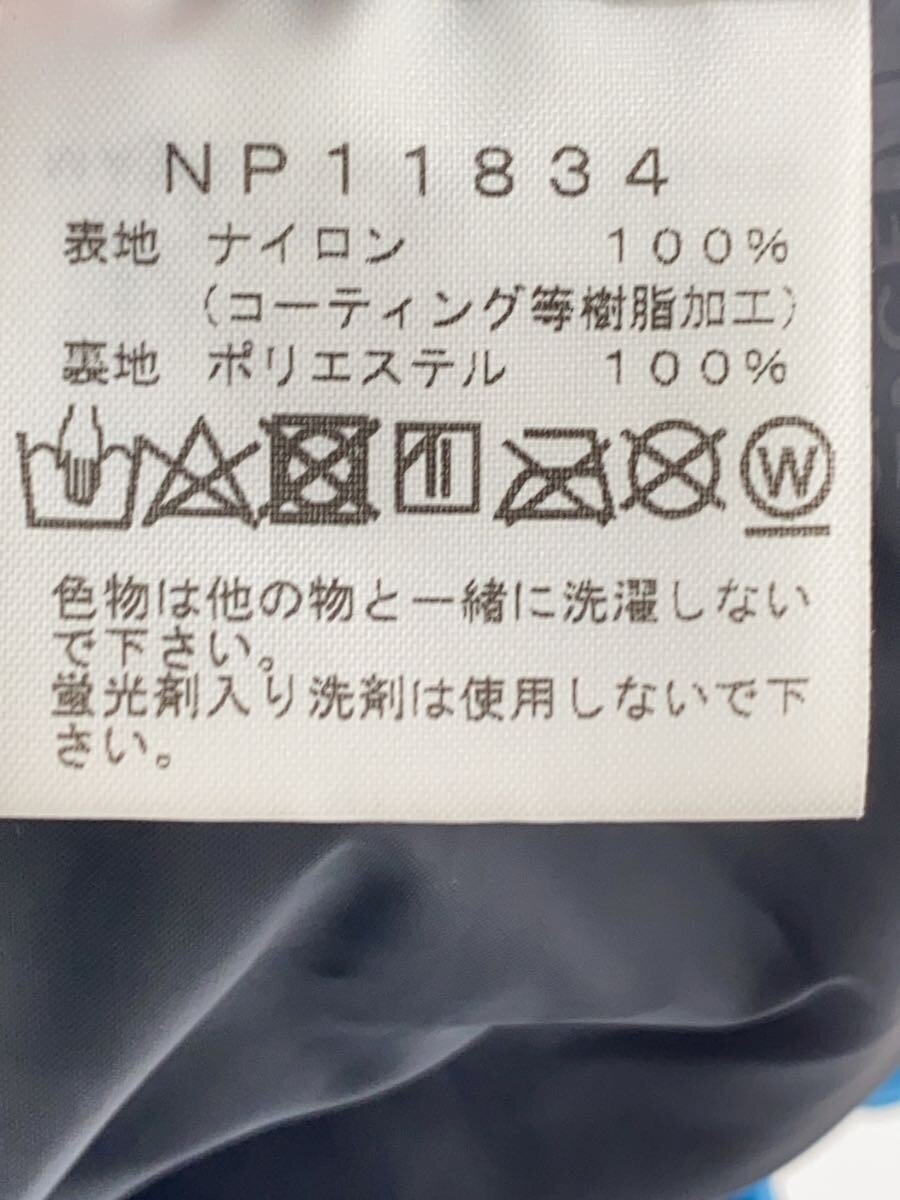 NP11834
表地 ナイロン 100%
(コーティング等樹脂加工)
裏地 ポリエステル 100%
W
色物は他の物と一緒に洗濯しない
で下さい。
蛍光剤入り洗剤は使用しないで下
さい。